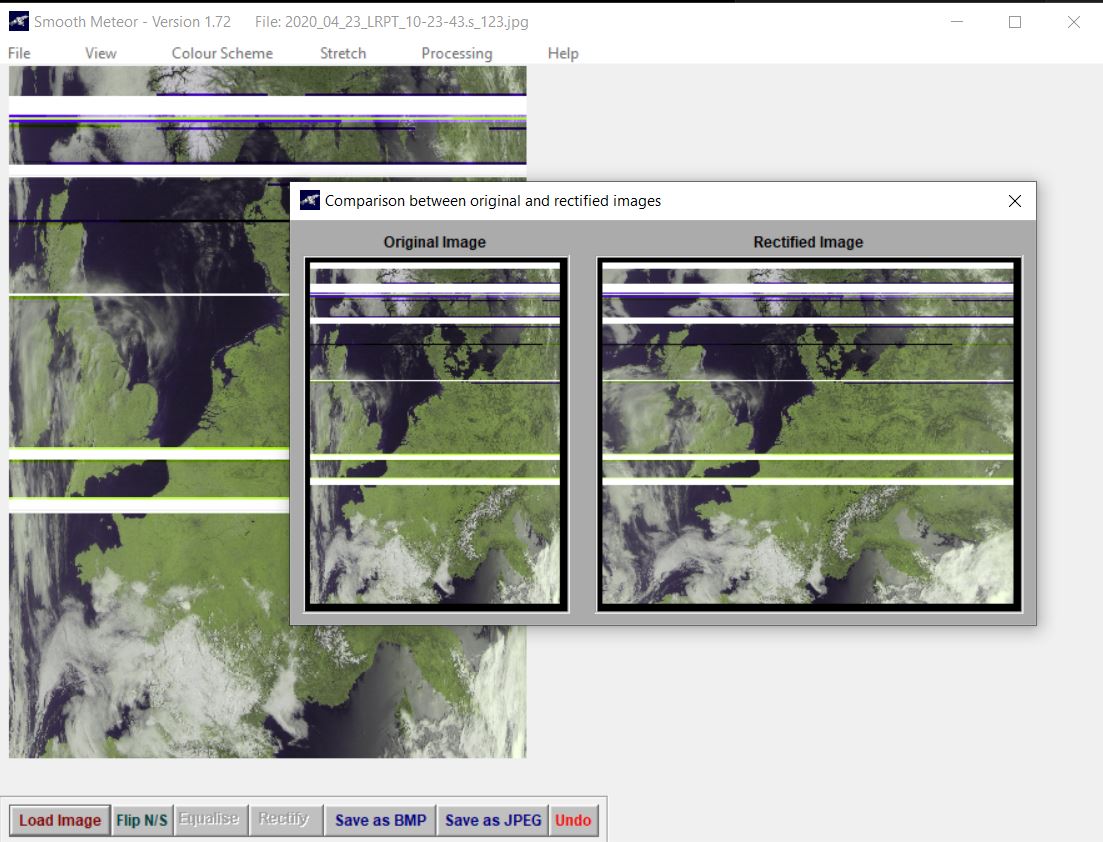 Smooth Meteor - Version 1.72 File: 2020_04_23_LRPT_10-23-43.s_123.jpg
File View Colour Scheme Stretch Processing Help
Comparison between original and rectified images
Original Image Rectified Image
Load Image Flip N/S Equalise Rectify Save as BMP Save as JPEG Undo